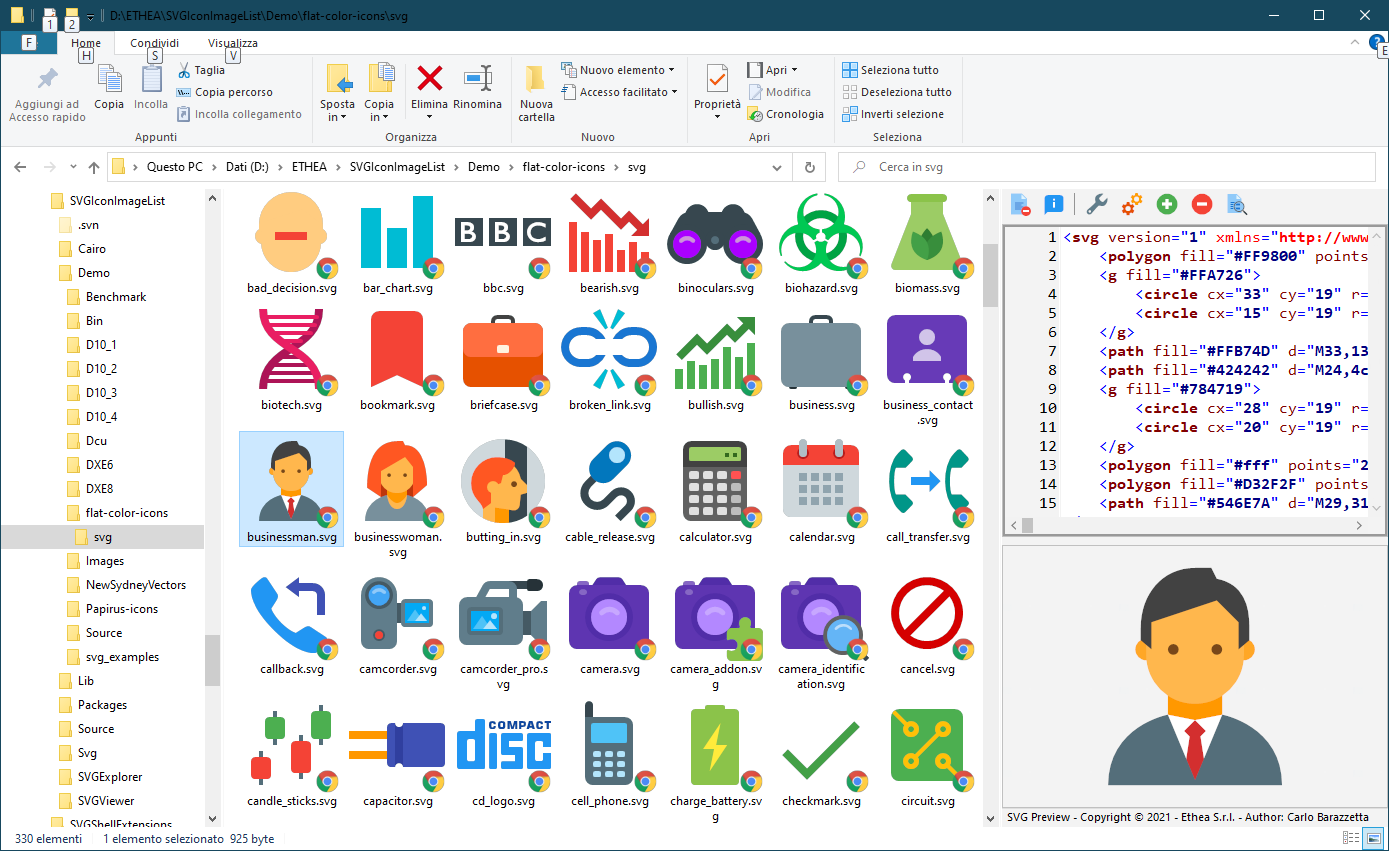 D:\ETHEA\SVGIconImageList\Demo\flat-color-icons\svg
1 2
F Home Condividi Visualizza
H S V E
Aggiungi ad
Accesso rapido
Copia
Incolla
Taglia
Copia percorso
Incolla collegamento
Appunti
Sposta
in
Copia
in
Elimina
Rinomina
Organizza
Nuova
cartella
Nuovo elemento
Accesso facilitato
Nuovo
Proprietà
Apri
Modifica
Cronologia
Apri
Seleziona tutto
Deseleziona tutto
Inverti selezione
Seleziona
Questo PC > Dati (D:) > ETHEA > SVGIconImageList > Demo > flat-color-icons > svg
Cerca in svg
SVGIconImageList
.svn
Cairo
Demo
Benchmark
Bin
D10_1
D10_2
D10_3
D10_4
Dcu
DXE6
DXE8
flat-color-icons
svg
Images
NewSydneyVectors
Papirus-icons
Source
svg_examples
Lib
Packages
Source
Svg
SVGExplorer
SVGViewer
SVGShellExtensions
BBC
bad_decision.svg bar_chart.svg bbc.svg bearish.svg binoculars.svg biohazard.svg biomass.svg
biotech.svg bookmark.svg briefcase.svg broken_link.svg bullish.svg business.svg business_contact
.svg
businessman.svg businesswoman.
svg
butting_in.svg cable_release.svg calculator.svg calendar.svg call_transfer.svg
callback.svg camcorder.svg camcorder_pro.s
vg
camera.svg camera_addon.sv
g
camera_identific
ation.svg
cancel.svg
COMPACT
disc
candle_sticks.svg capacitor.svg cd_logo.svg cell_phone.svg charge_battery.sv
g
checkmark.svg circuit.svg
1 <svg version="1" xmlns="http://www
2 <polygon fill="#FF9800" points
3 <g fill="#FFA726">
4 <circle cx="33" cy="19" r=
5 <circle cx="15" cy="19" r=
6 </g>
7 <path fill="#FFB74D" d="M33,13
8 <path fill="#424242" d="M24,4c
9 <g fill="#784719">
10 <circle cx="28" cy="19" r=
11 <circle cx="20" cy="19" r=
12 </g>
13 <polygon fill="#fff" points="2
14 <polygon fill="#D32F2F" points
15 <path fill="#546E7A" d="M29,31
SVG Preview - Copyright © 2021 - Ethea S.r.l. - Author: Carlo Barazzetta
330 elementi 1 elemento selezionato 925 byte